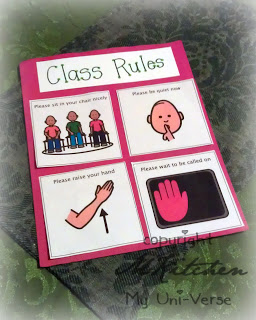 Class Rules
Please sit in your chair nicely
Please be quiet now
Please raise your hand
Please wait to be called on
copyright
Kitchen
My Uni-Verse